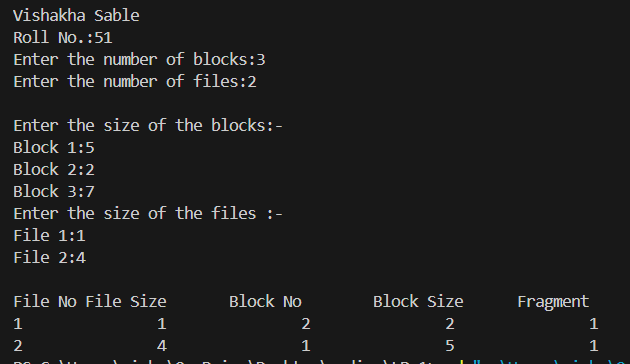 Vishakha Sable
Roll No.:51
Enter the number of blocks:3
Enter the number of files:2
Enter the size of the blocks:-
Block 1:5
Block 2:2
Block 3:7
Enter the size of the files :-
File 1:1
File 2:4
File No File Size Block No Block Size Fragment
1 1 2 2 1
2 4 1 5 1